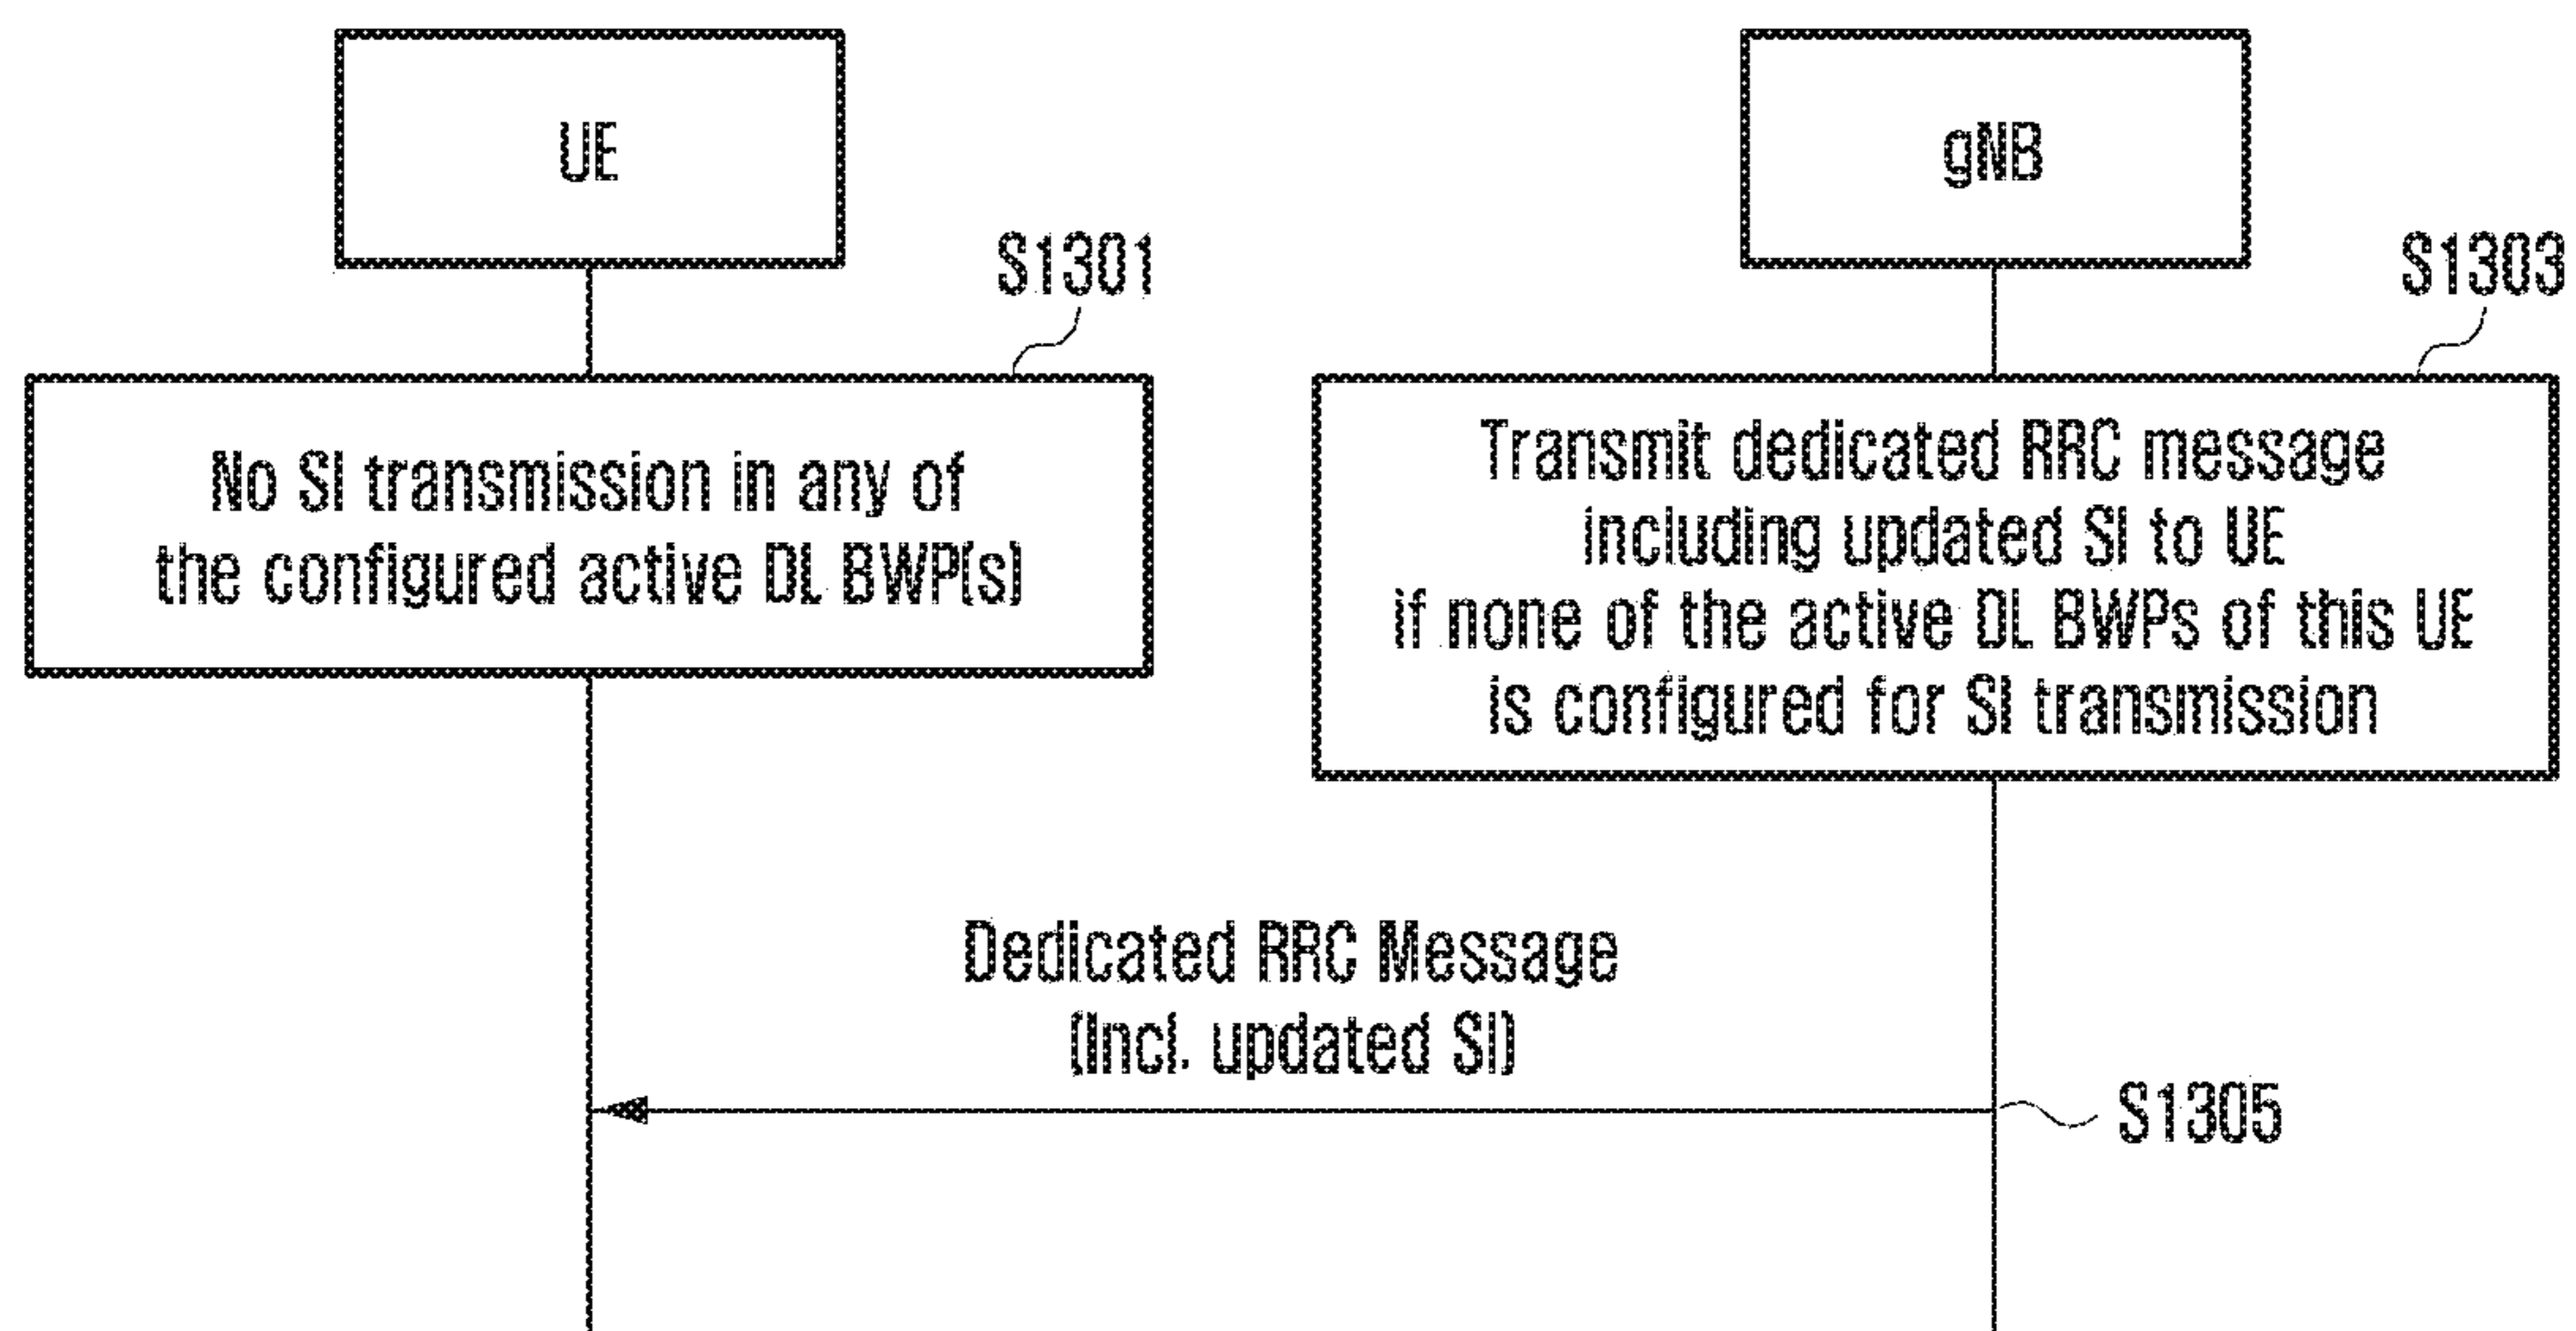 UE
gNB
S1301
S1303
No SI transmission in any of
the configured active DL BWP(s)
Transmit dedicated RRC message
including updated SI to UE
if none of the active DL BWPs of this UE
is configured for SI transmission
Dedicated RRC Message
(Incl. updated SI)
S1305